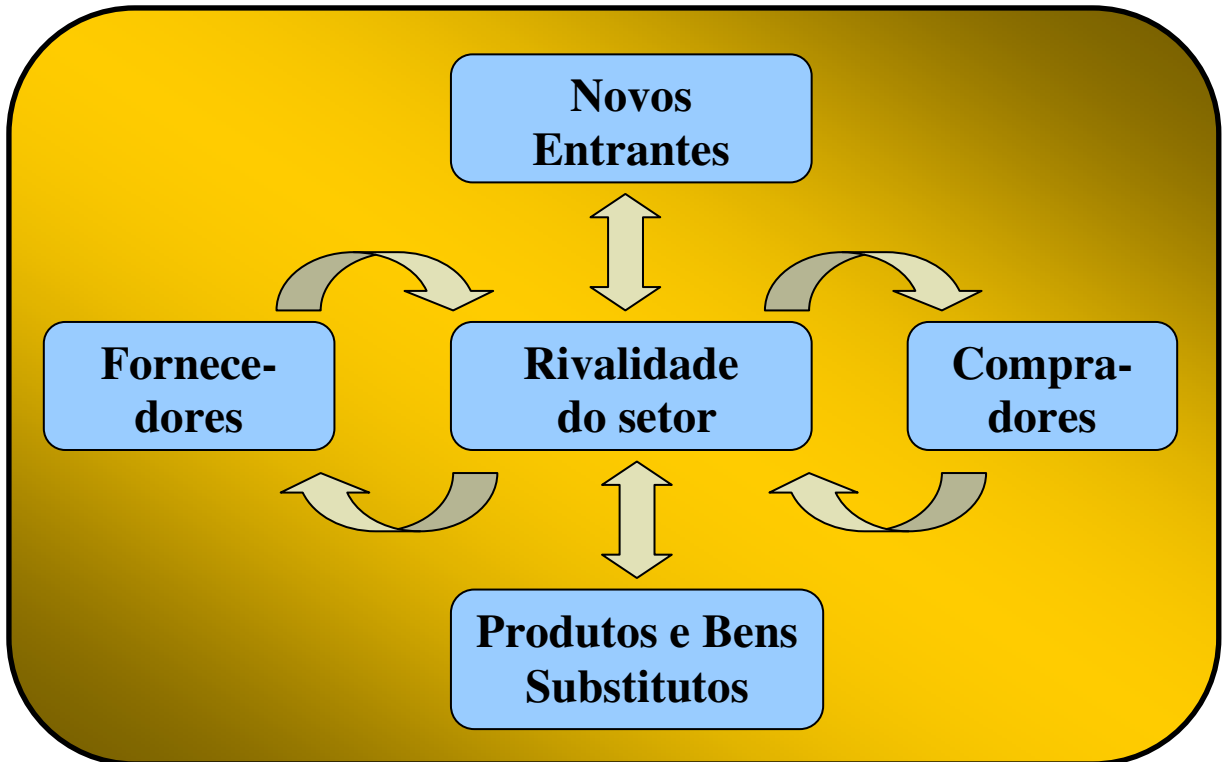 Novos
Entrantes
Fornece-
dores
Rivalidade
do setor
Compra-
dores
Produtos e Bens
Substitutos